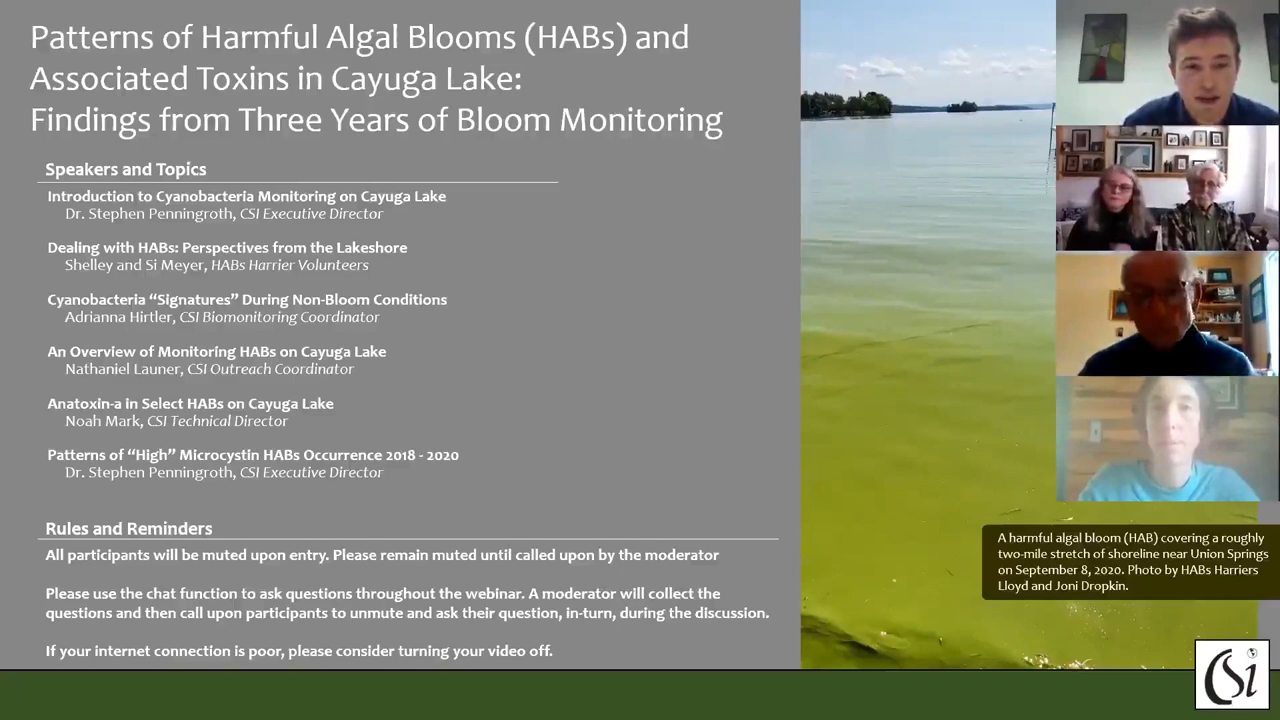 Patterns of Harmful Algal Blooms (HABs) and
Associated Toxins in Cayuga Lake:
Findings from Three Years of Bloom Monitoring
Speakers and Topics
Introduction to Cyanobacteria Monitoring on Cayuga Lake
Dr. Stephen Penningroth, CSI Executive Director
Dealing with HABs: Perspectives from the Lakeshore
Shelley and Si Meyer, HABs Harrier Volunteers
Cyanobacteria “Signatures” During Non-Bloom Conditions
Adrianna Hirtler, CSI Biomonitoring Coordinator
An Overview of Monitoring HABs on Cayuga Lake
Nathaniel Launer, CSI Outreach Coordinator
Anatoxin-a in Select HABs on Cayuga Lake
Noah Mark, CSI Technical Director
Patterns of “High” Microcystin HABs Occurrence 2018 - 2020
Dr. Stephen Penningroth, CSI Executive Director
Rules and Reminders
All participants will be muted upon entry. Please remain muted until called upon by the moderator
Please use the chat function to ask questions throughout the webinar. A moderator will collect the
questions and then call upon participants to unmute and ask their question, in-turn, during the discussion.
If your internet connection is poor, please consider turning your video off.
A harmful algal bloom (HAB) covering a roughly
two-mile stretch of shoreline near Union Springs
on September 8, 2020. Photo by HABs Harriers
Lloyd and Joni Dropkin.
CSi